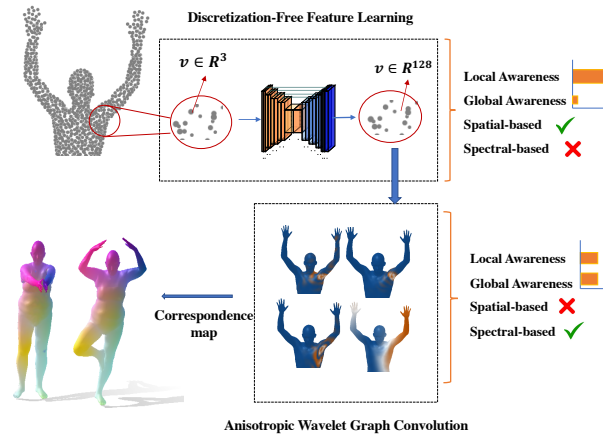 Discretization-Free Feature Learning
v ∈ R³
v ∈ R¹²⁸
Local Awareness
Global Awareness
Spatial-based
Spectral-based
Local Awareness
Global Awareness
Spatial-based
Spectral-based
Correspondence
map
Anisotropic Wavelet Graph Convolution